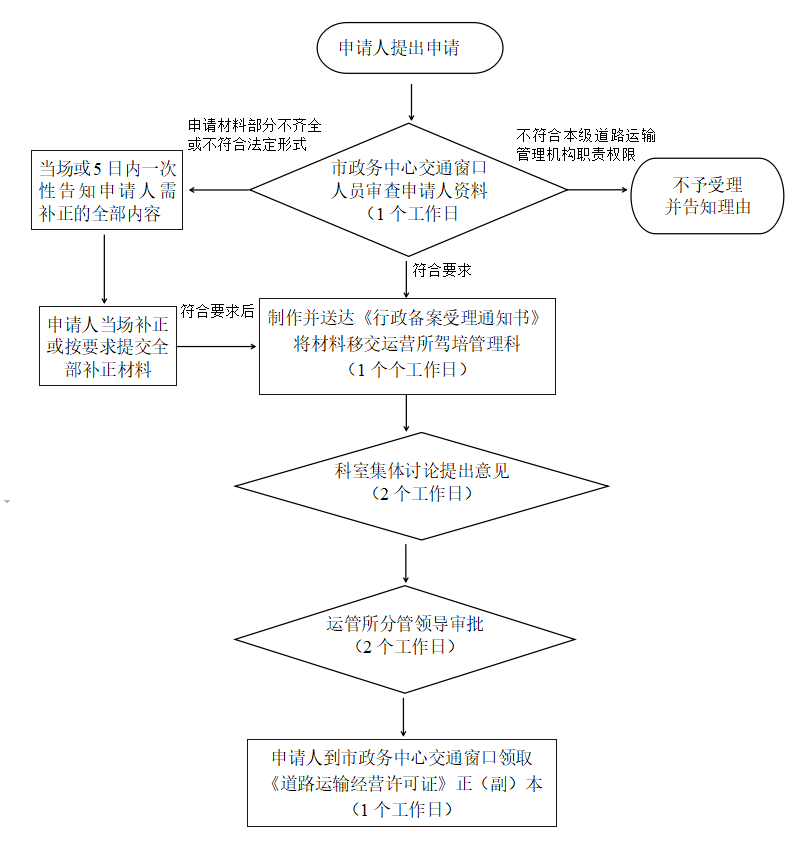 申请人提出申请
申请材料部分不齐全
或不符合法定形式
不符合本级道路运输
管理机构职责权限
当场或5日内一次
性告知申请人需
补正的全部内容
市政务中心交通窗口
人员审查申请人资料
（1个工作日
不予受理
并告知理由
符合要求
申请人当场补正
或按要求提交全
部补正材料
符合要求后
制作并送达《行政备案受理通知书》
将材料移交运营所驾培管理科
（1个个工作日）
科室集体讨论提出意见
（2个工作日）
运管所分管领导审批
（2个工作日）
申请人到市政务中心交通窗口领取
《道路运输经营许可证》正（副）本
（1个工作日）